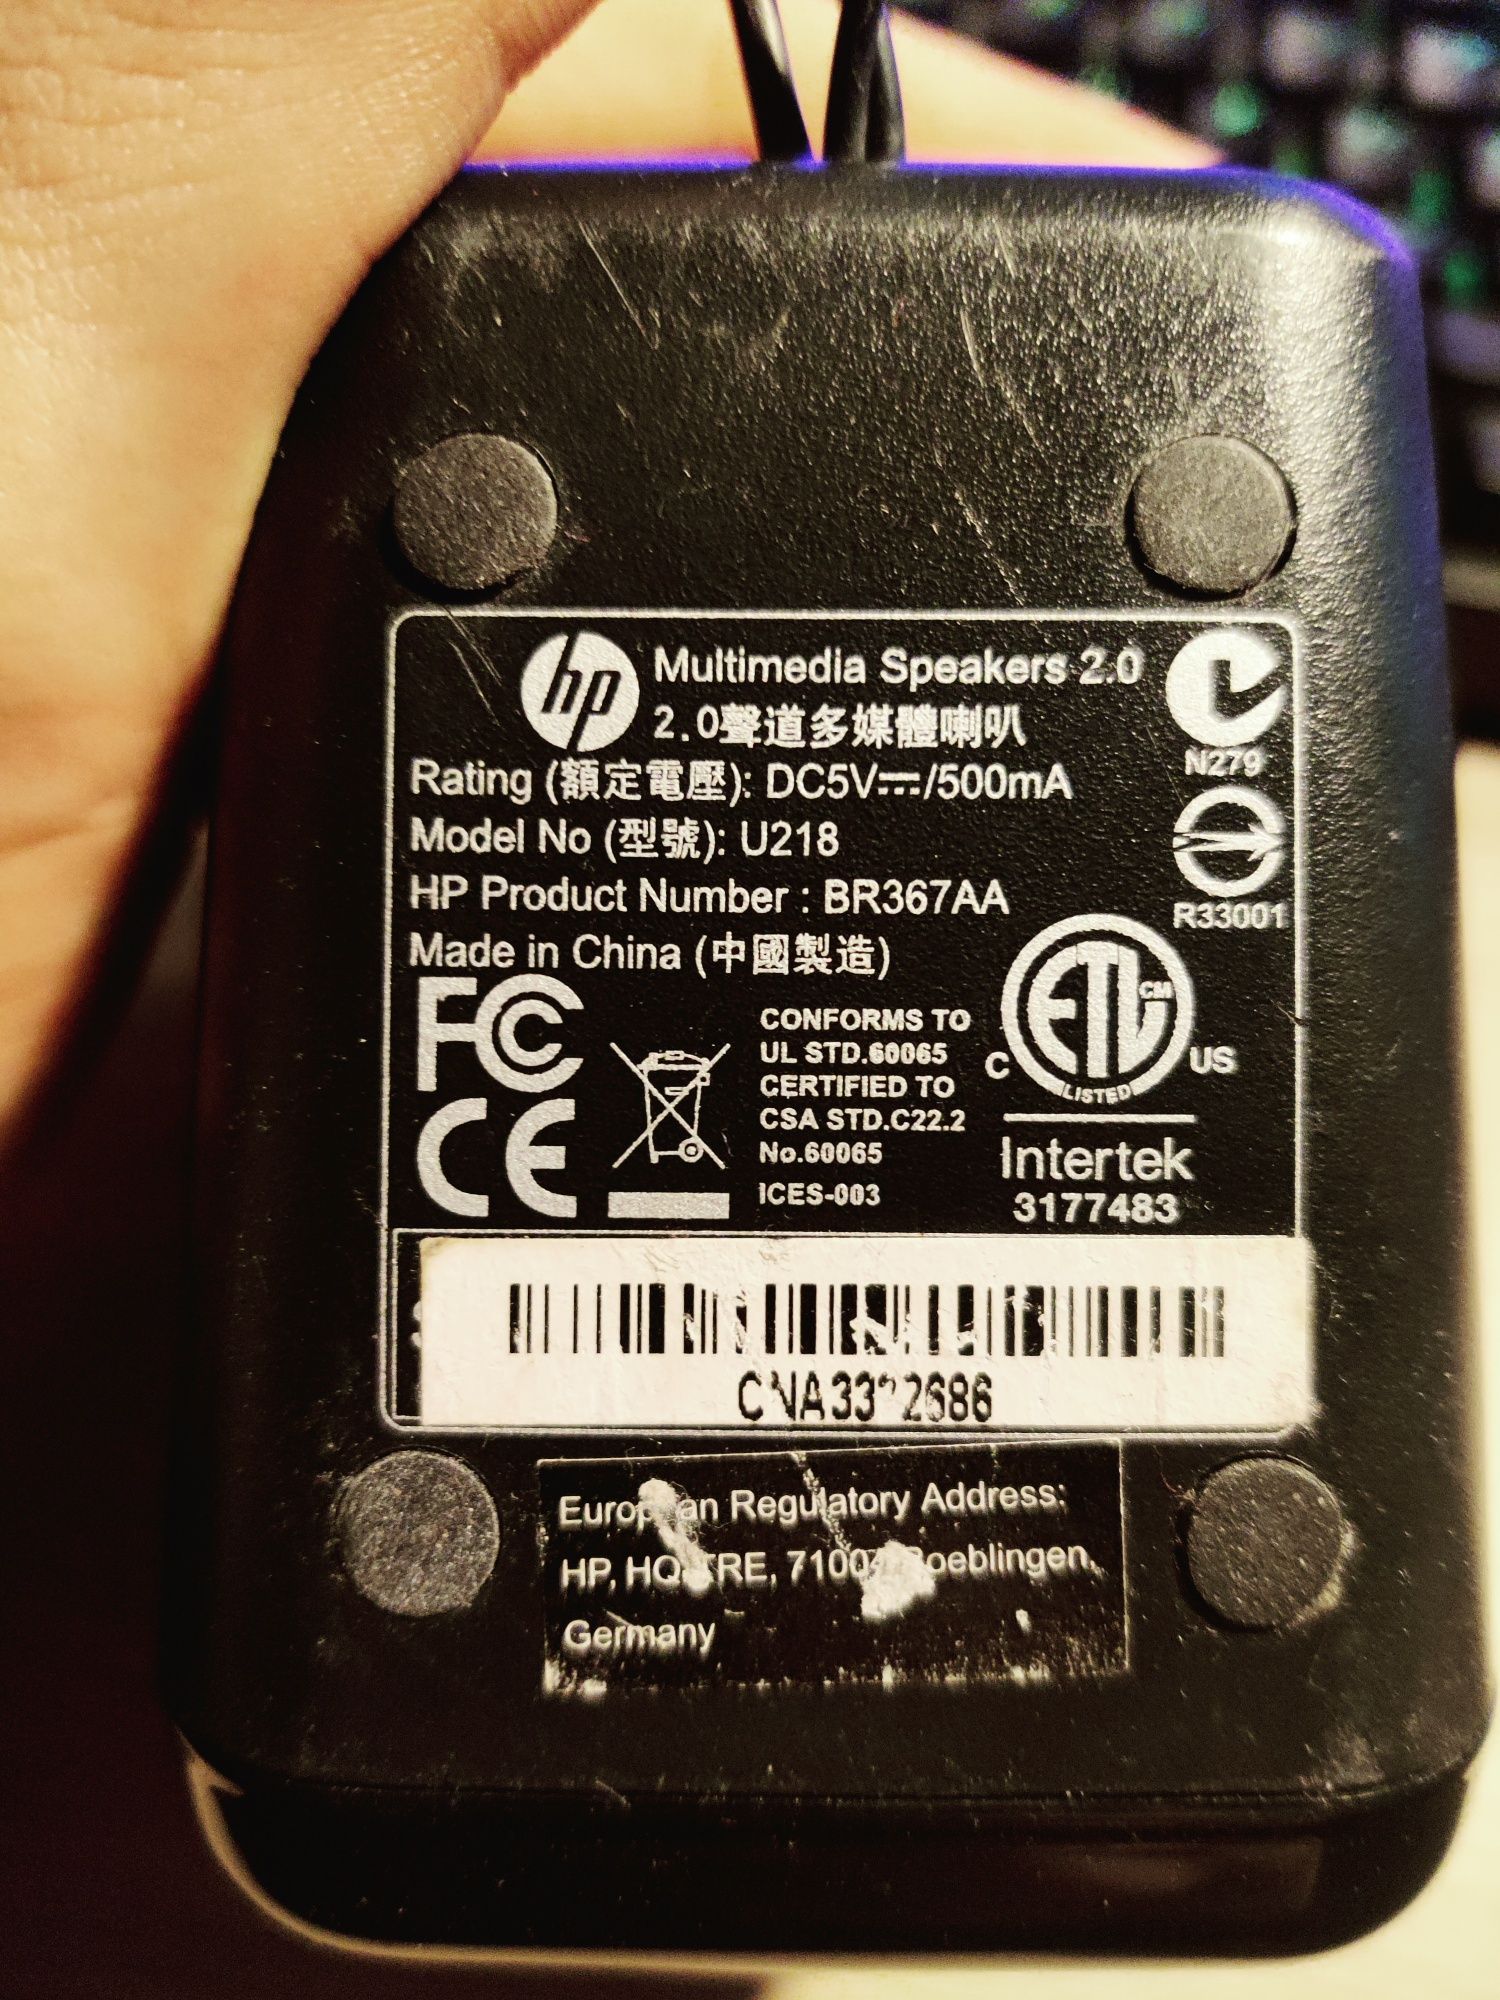 hp Multimedia Speakers 2.0
2.0聲道多媒體喇叭
N279
Rating (額定電壓): DC5V⎓/500mA
Model No (型號): U218
HP Product Number : BR367AA
R33001
Made in China (中國製造)
FC
CE
CONFORMS TO
UL STD.60065
CERTIFIED TO
CSA STD.C22.2
No.60065
ICES-003
C ETL CM US
LISTED
Intertek
3177483
European Regulatory Address:
HP, 
Germany